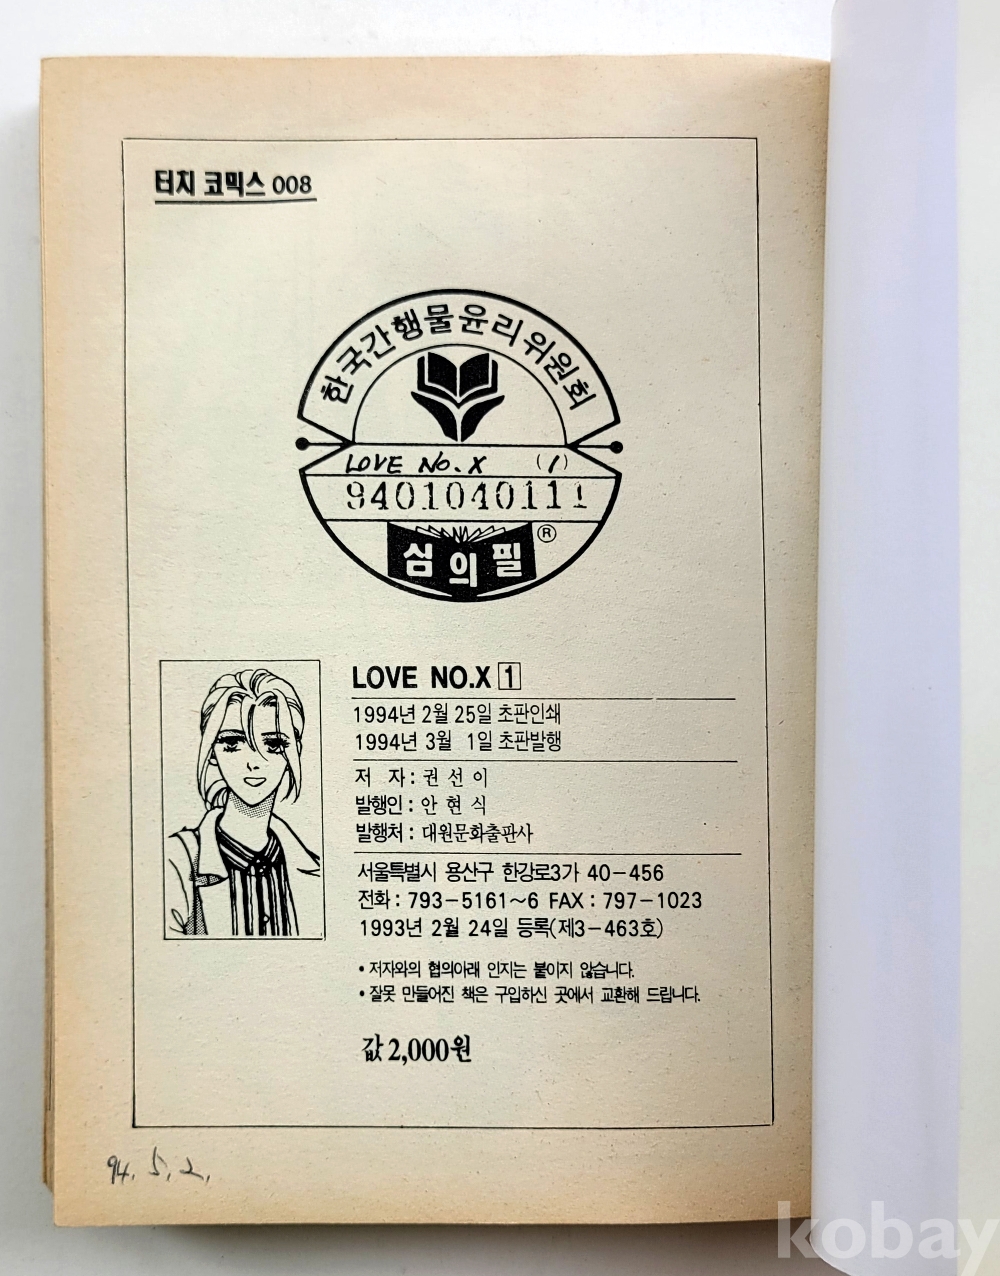 터치 코믹스 008
한국간행물윤리위원회
LOVE No. X (1)
9401040111
심의필 ®
LOVE NO.X 1
1994년 2월 25일 초판인쇄
1994년 3월 1일 초판발행
저 자 : 권 선 이
발행인 : 안 현 식
발행처 : 대원문화출판사
서울특별시 용산구 한강로3가 40-456
전화 : 793-5161~6 FAX : 797-1023
1993년 2월 24일 등록(제3-463호)
• 저자와의 협의아래 인지는 붙이지 않습니다.
• 잘못 만들어진 책은 구입하신 곳에서 교환해 드립니다.
값 2,000원
94. 5. 2.
kobay